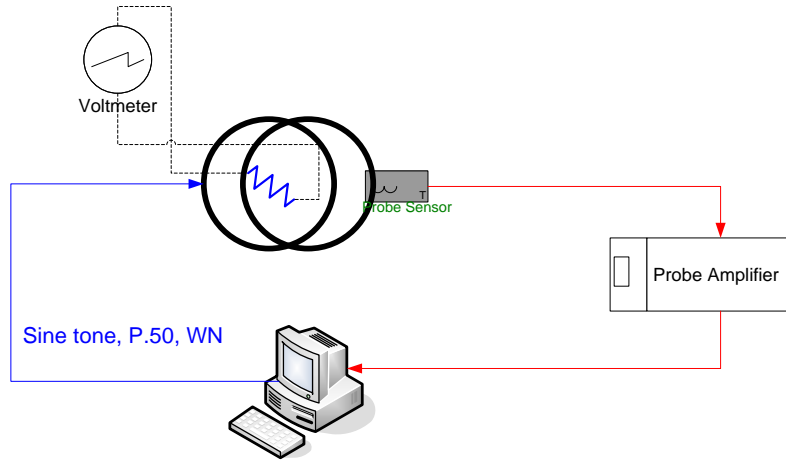 Voltmeter
T
Probe Sensor
Probe Amplifier
Sine tone, P.50, WN